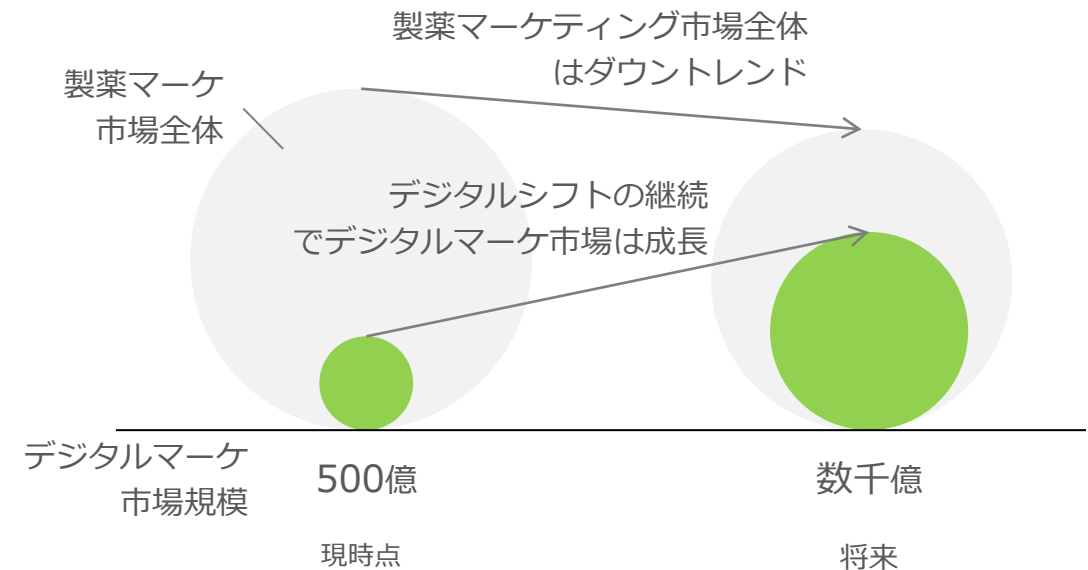 製薬マーケティング市場全体
はダウントレンド
製薬マーケ
市場全体
デジタルシフトの継続
でデジタルマーケ市場は成長
デジタルマーケ
市場規模
500億
数千億
現時点
将来